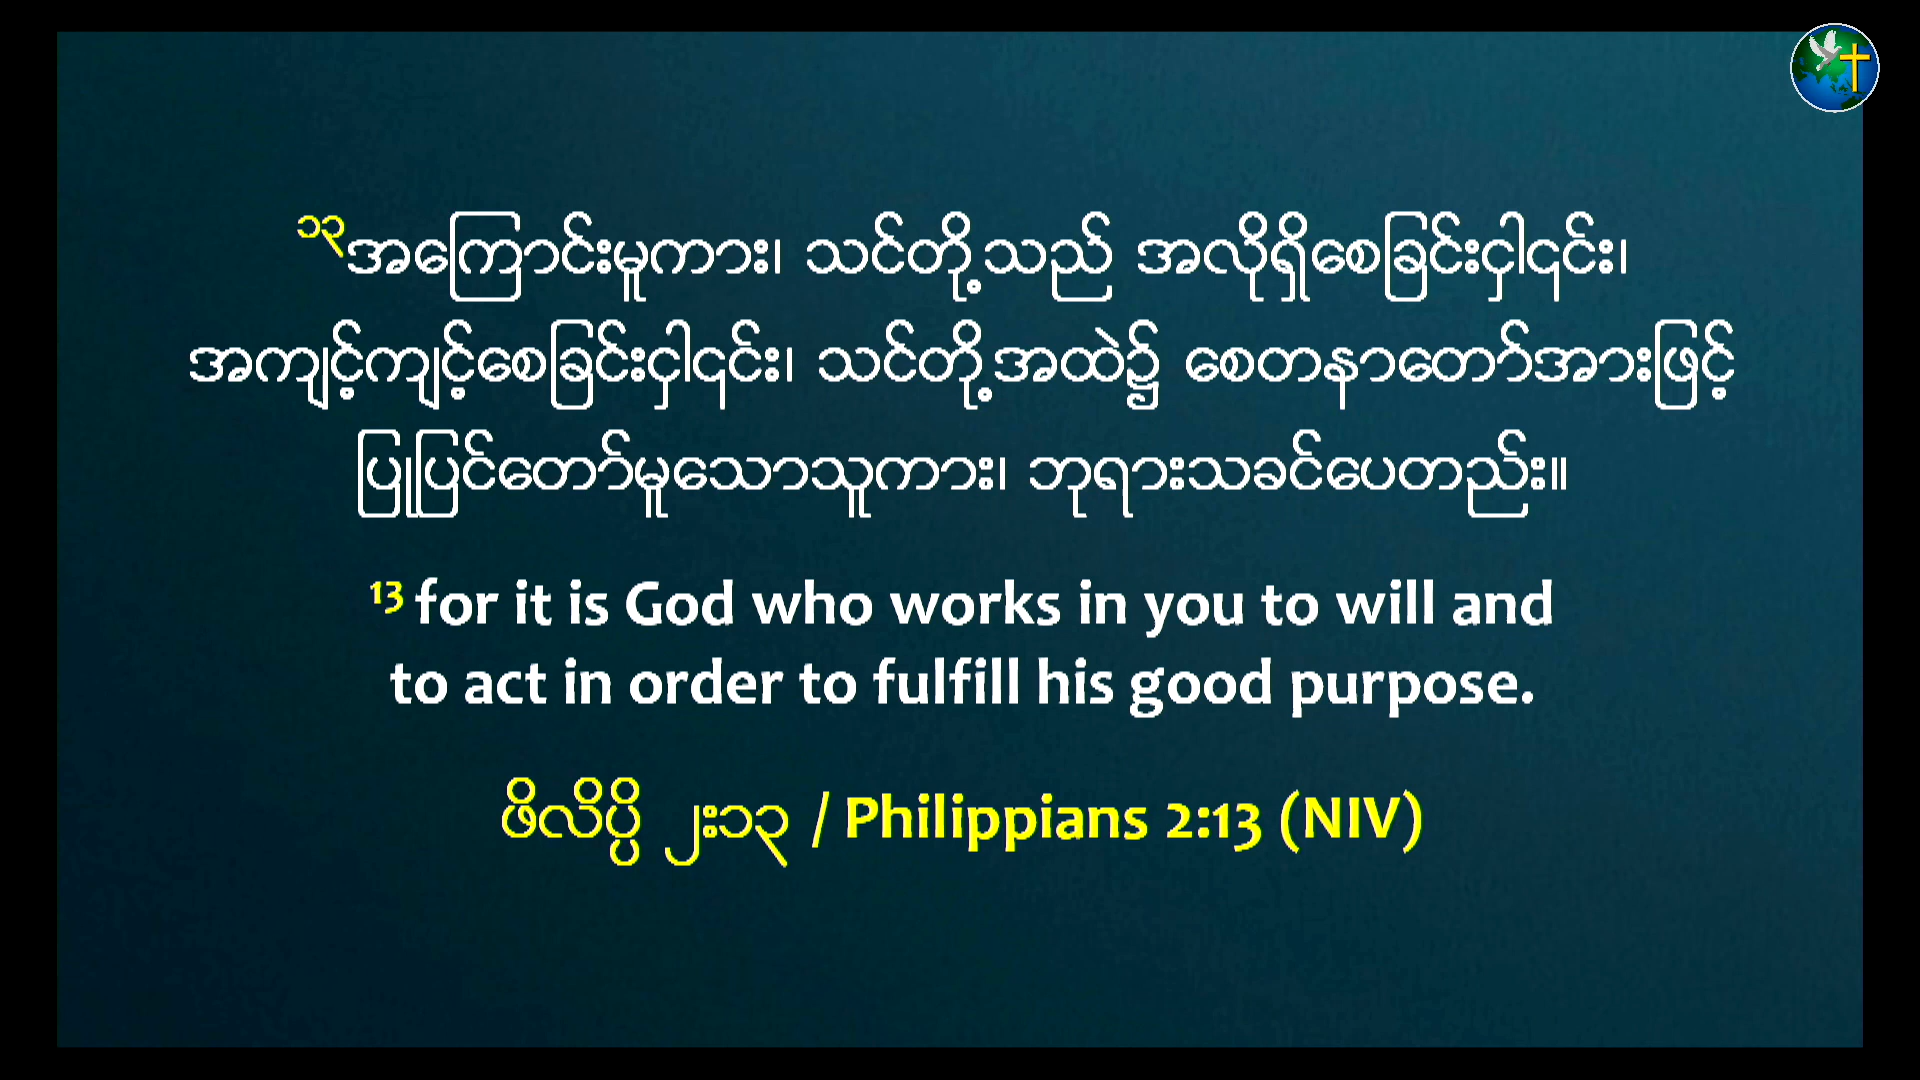 ၁၃အကြောင်းမူကား၊ သင်တို့သည် အလိုရှိစေခြင်းငှါ၎င်း၊
အကျင့်ကျင့်စေခြင်းငှါ၎င်း၊ သင်တို့အထဲ၌ စေတနာတော်အားဖြင့်
ပြုပြင်တော်မူသောသူကား၊ ဘုရားသခင်ပေတည်း။
13 for it is God who works in you to will and
to act in order to fulfill his good purpose.
ဖိလိပ္ပိ ၂း၁၃ / Philippians 2:13 (NIV)